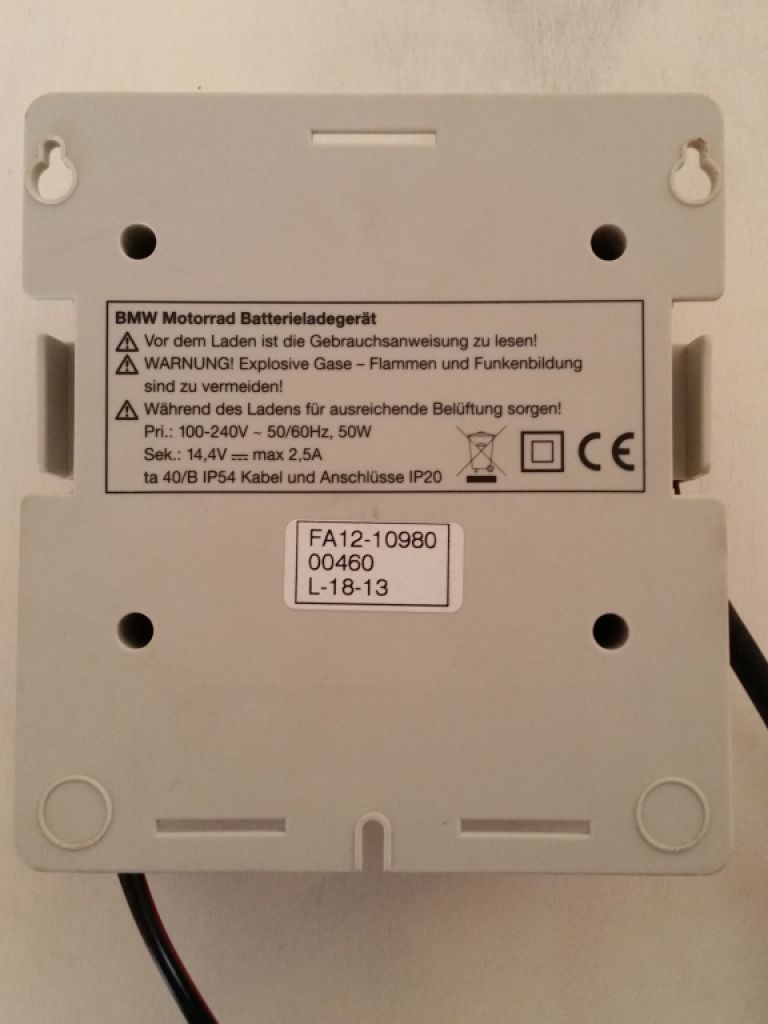 BMW Motorrad Batterieladegerät
Vor dem Laden ist die Gebrauchsanweisung zu lesen!
WARNUNG! Explosive Gase – Flammen und Funkenbildung
sind zu vermeiden!
Während des Ladens für ausreichende Belüftung sorgen!
Pri.: 100-240V ~ 50/60Hz, 50W
Sek.: 14,4V ⎓ max 2,5A
ta 40/B IP54 Kabel und Anschlüsse IP20
CE
FA12-10980
00460
L-18-13